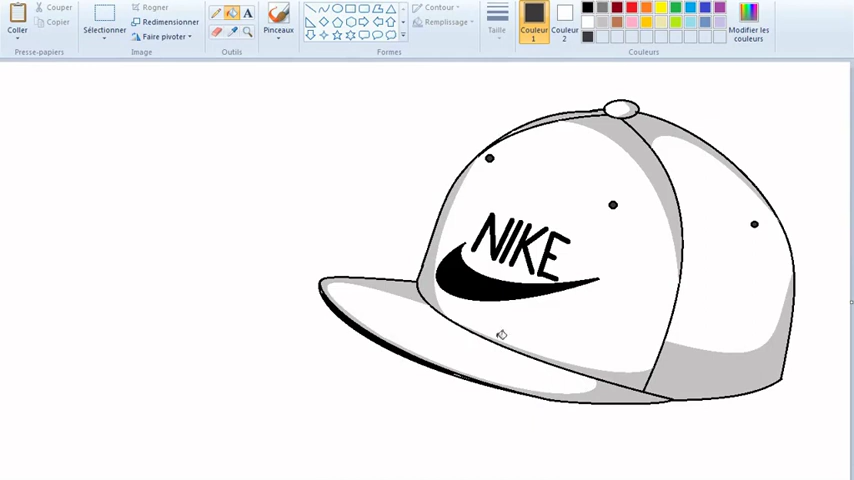 Couper
Copier
Coller
Presse-papiers
Sélectionner
Rogner
Redimensionner
Faire pivoter
Image
A
Outils
Pinceaux
Contour
Remplissage
Formes
Taille
Couleur 1
Couleur 2
Modifier les couleurs
Couleurs
NIKE